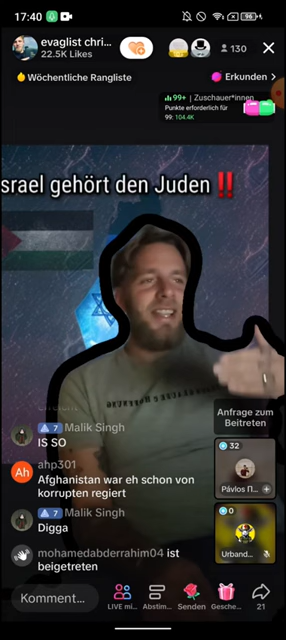 17:40
96
evaglist chri...
22.5K Likes
130
Wöchentliche Rangliste
Erkunden >
99+ | Zuschauer*innen
Punkte erforderlich für
99: 104.4K
srael gehört den Juden ‼️
Anfrage zum
Beitreten
7 Malik Singh
IS SO
32
Ah
ahp301
Afghanistan war eh schon von
korrupten regiert
Pávlos Π...
0
7 Malik Singh
Digga
Urband...
mohamedabderrahim04 ist
beigetreten
Komment...
LIVE mi...
Abstim...
Senden
Gesche...
21